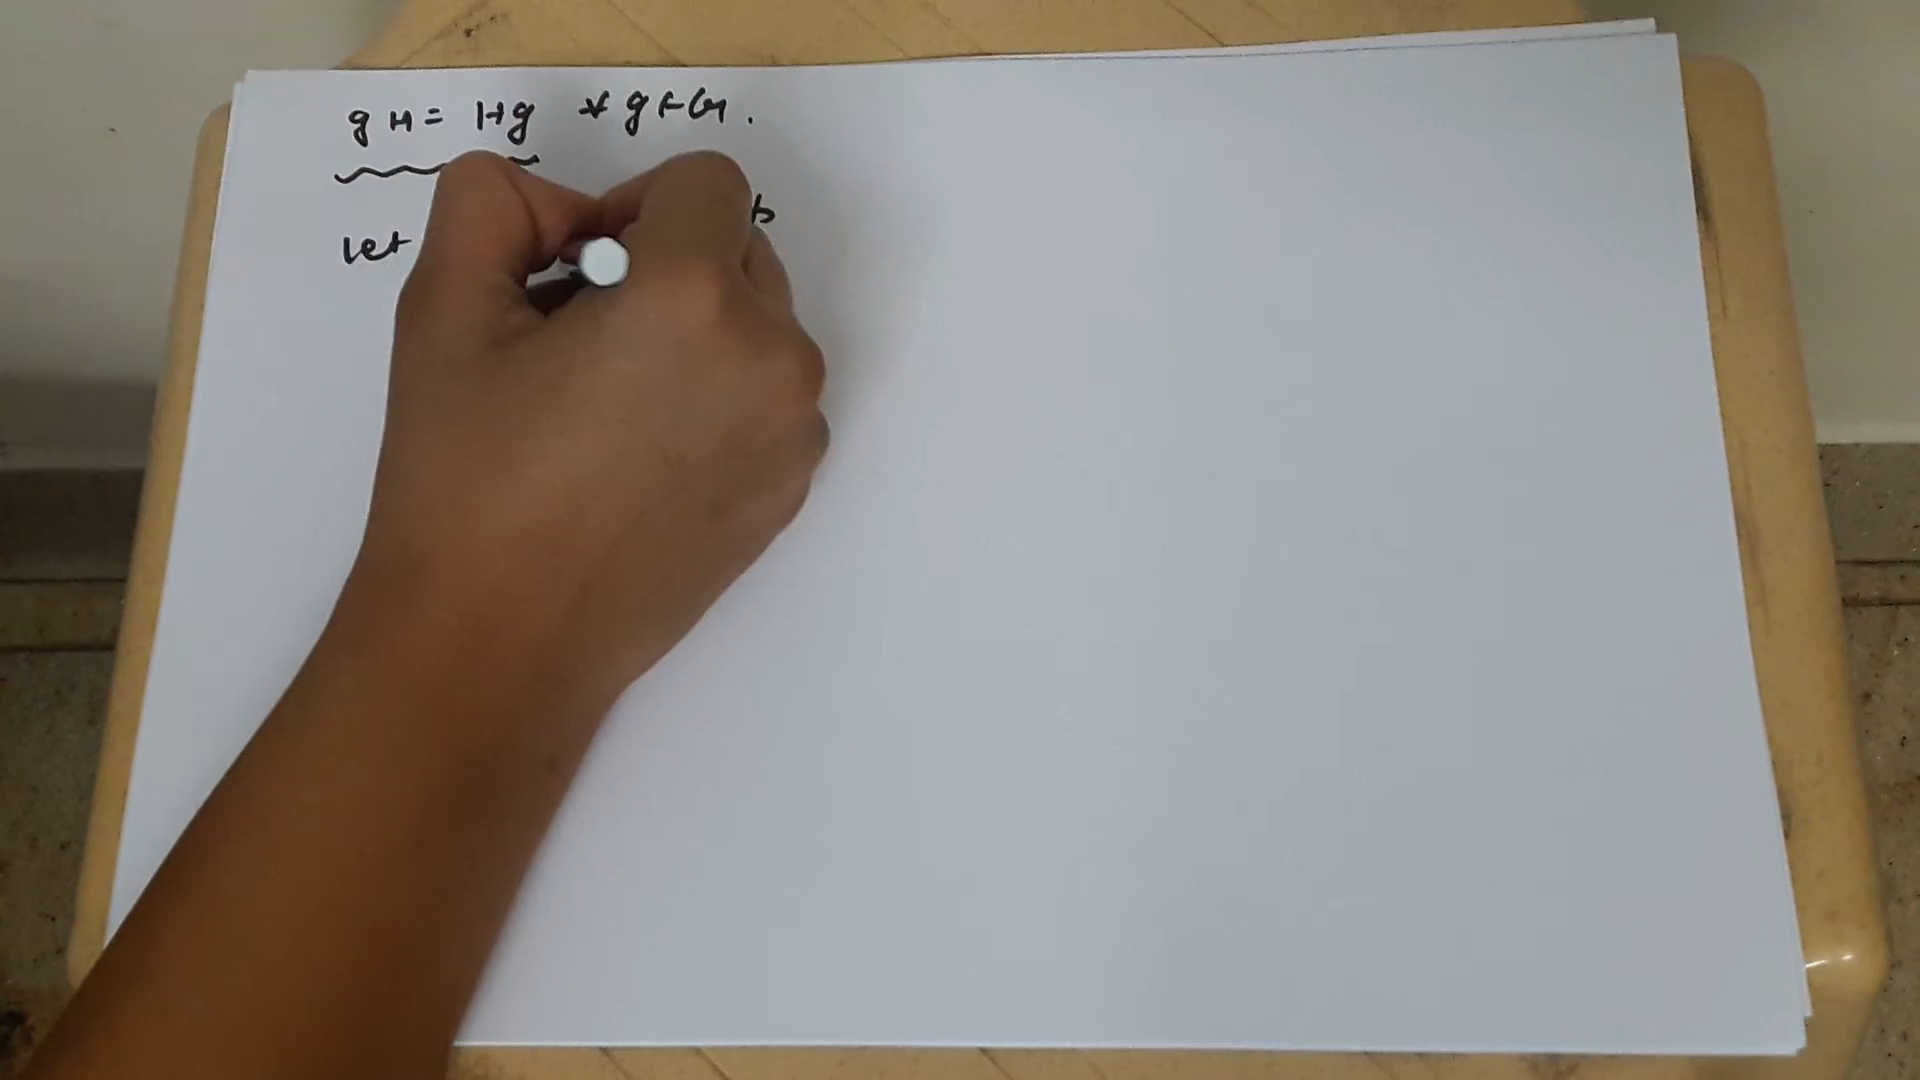 gH = Hg ∀ g ∈ G.
let